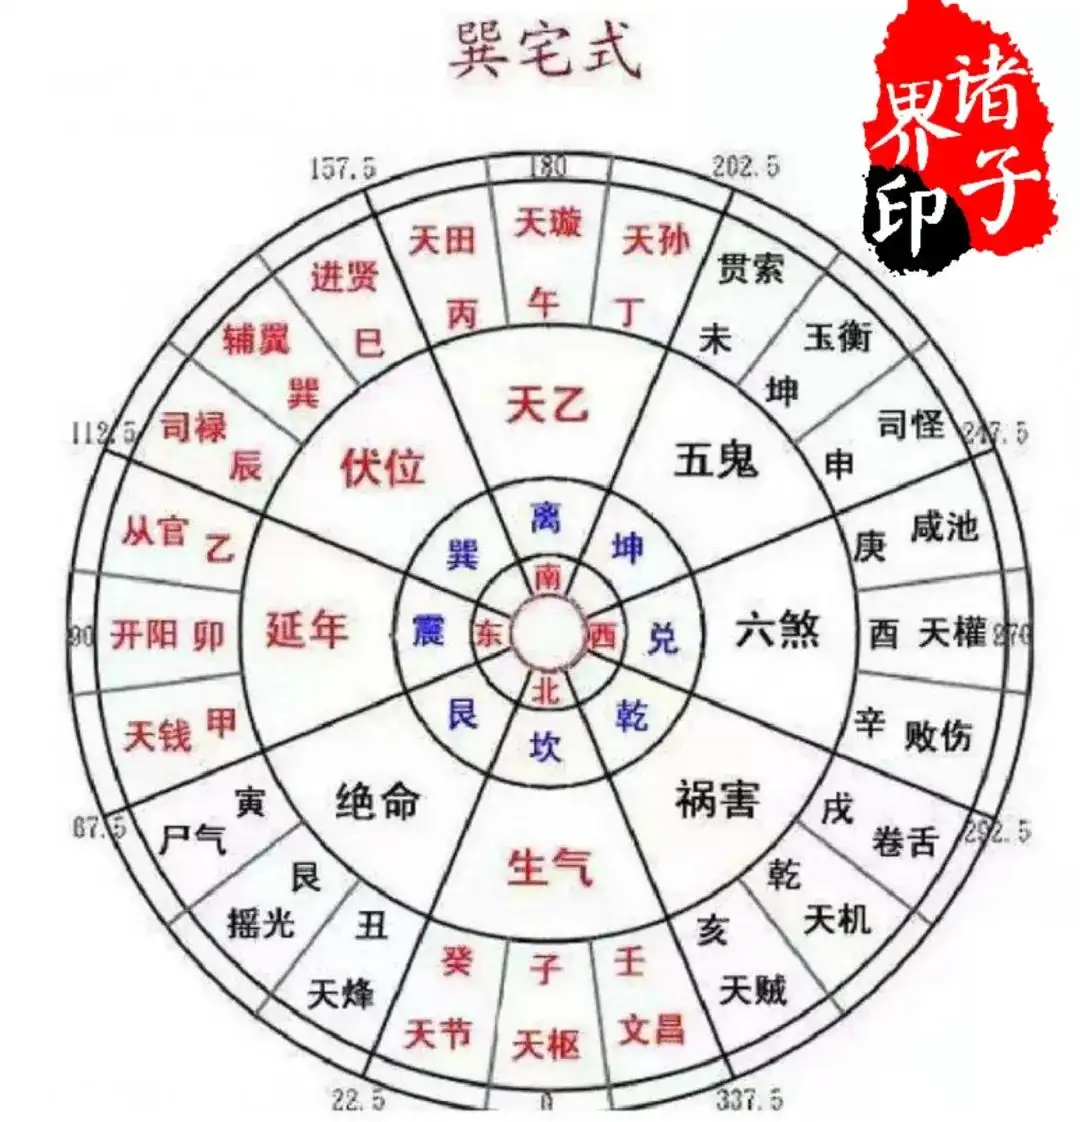 巽宅式
诸子
界印
157.5
180
202.5
天田
天璇
天孙
进贤
贯索
丙
午
丁
辅翼
巳
未
玉衡
巽
坤
天乙
司禄
司怪
112.5
247.5
辰
伏位
五鬼
申
离
从官
乙
巽
坤
庚
咸池
南
90
开阳
卯
延年
震
东
西
兑
六煞
酉
天權
270
北
天钱
甲
艮
坎
乾
辛
败伤
寅
绝命
祸害
戌
67.5
尸气
卷舌
292.5
生气
艮
乾
摇光
丑
亥
天机
癸
子
壬
天烽
天贼
天节
天枢
文昌
22.5
0
337.5